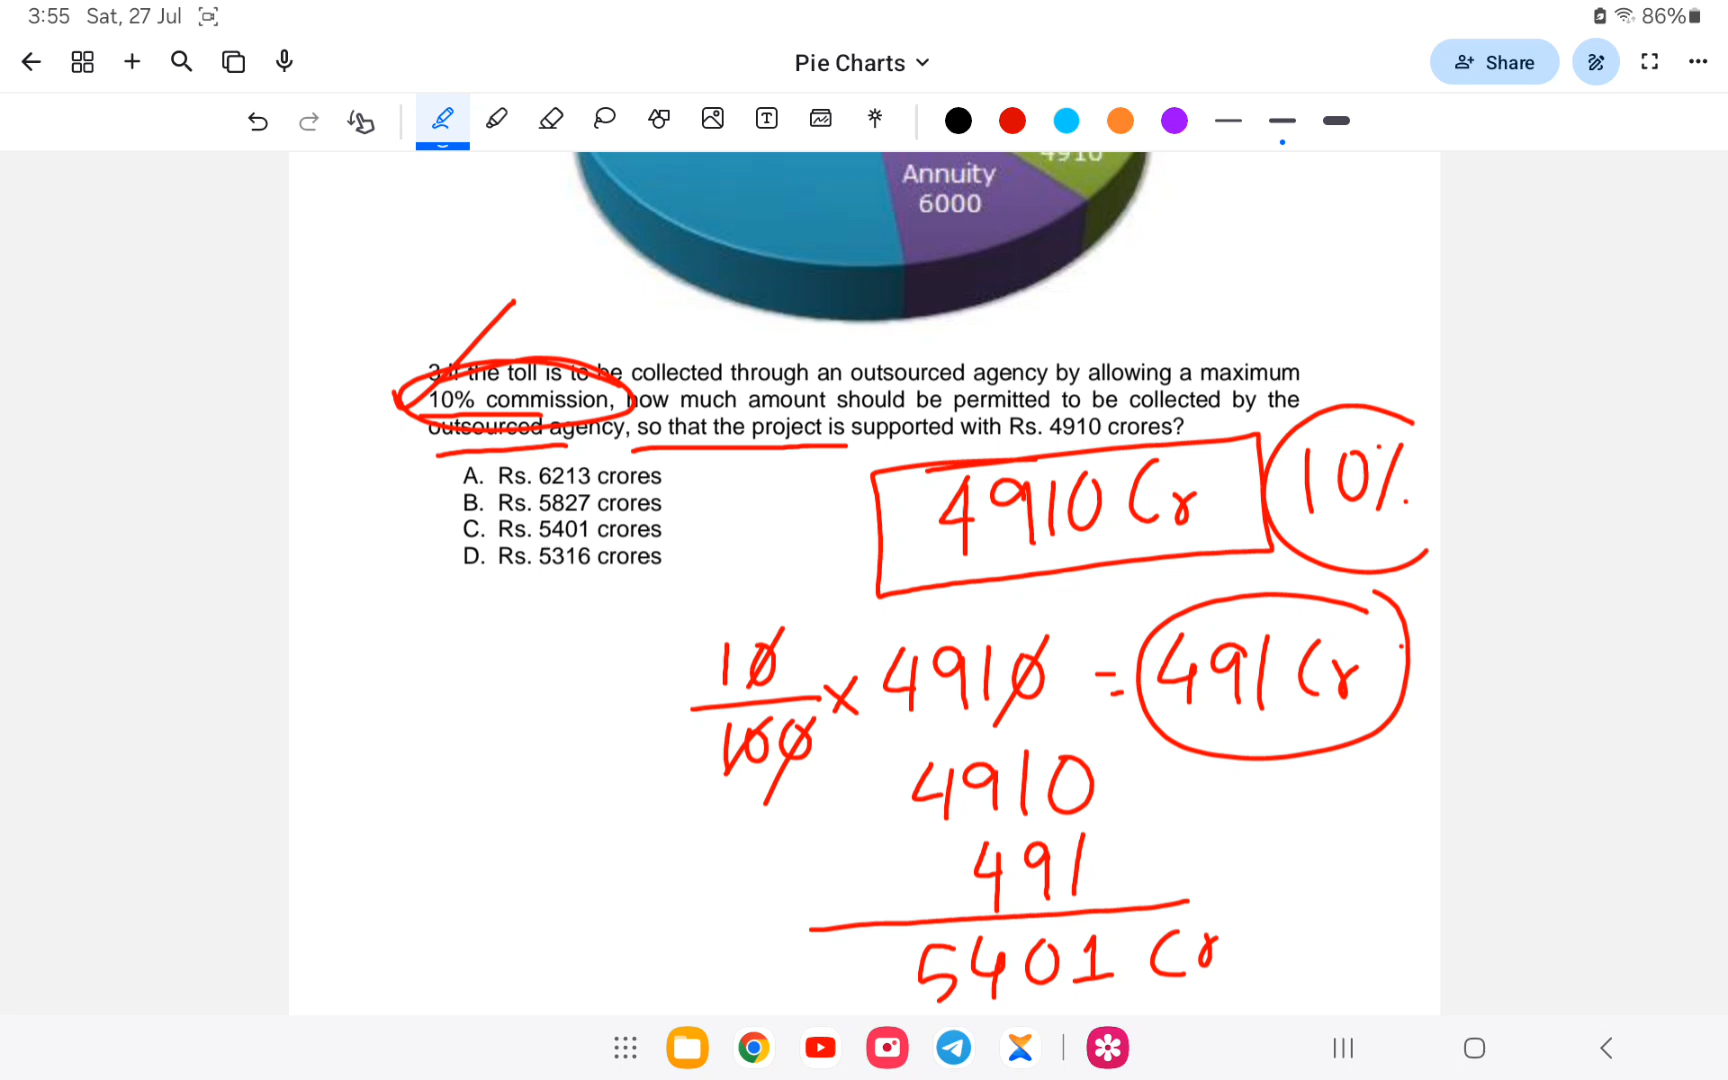 3:55 Sat, 27 Jul
86%
Pie Charts
Share
4910
Annuity
6000
3.If the toll is to be collected through an outsourced agency by allowing a maximum
10% commission, how much amount should be permitted to be collected by the
outsourced agency, so that the project is supported with Rs. 4910 crores?
A. Rs. 6213 crores
B. Rs. 5827 crores
C. Rs. 5401 crores
D. Rs. 5316 crores
4910 Cr
10%
10
100
× 4910 = 491 Cr
4910
491
5401 Cr